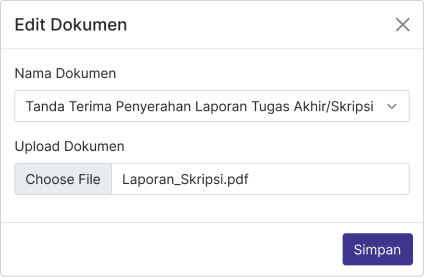 Edit Dokumen
Nama Dokumen
Tanda Terima Penyerahan Laporan Tugas Akhir/Skripsi
Upload Dokumen
Choose File Laporan_Skripsi.pdf
Simpan